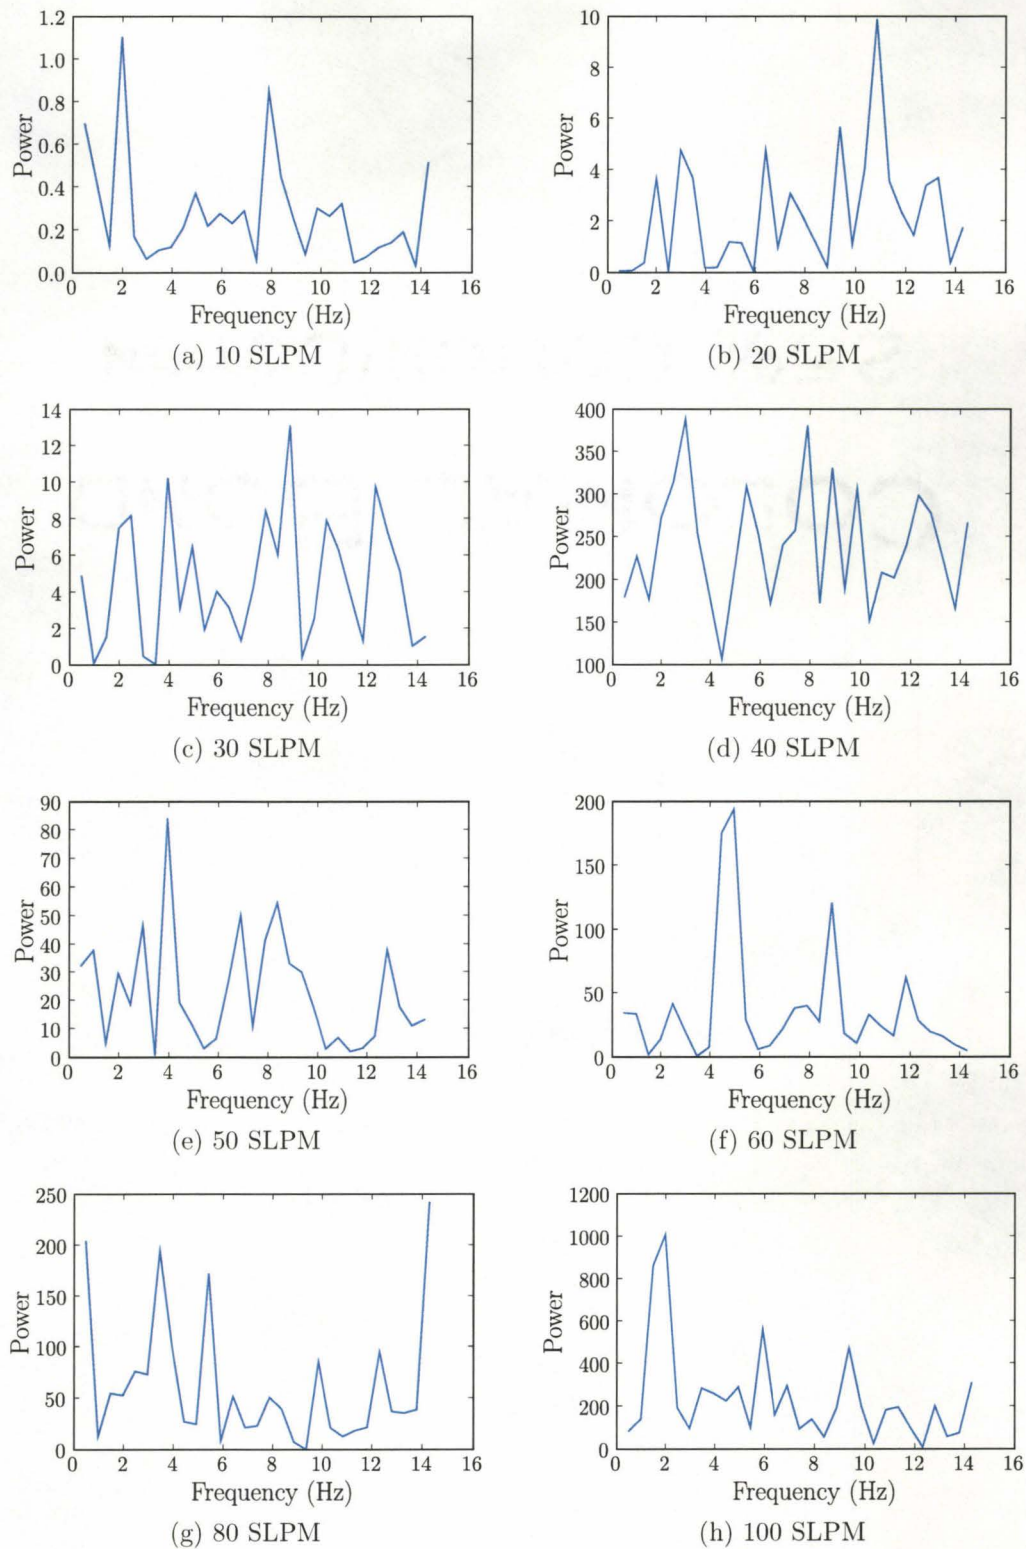 1.2
1.0
0.8
0.6
0.4
0.2
0.0
Power
0 2 4 6 8 10 12 14 16
Frequency (Hz)
(a) 10 SLPM
10
8
6
4
2
0
Power
0 2 4 6 8 10 12 14 16
Frequency (Hz)
(b) 20 SLPM
14
12
10
8
6
4
2
0
Power
0 2 4 6 8 10 12 14 16
Frequency (Hz)
(c) 30 SLPM
400
350
300
250
200
150
100
Power
0 2 4 6 8 10 12 14 16
Frequency (Hz)
(d) 40 SLPM
90
80
70
60
50
40
30
20
10
0
Power
0 2 4 6 8 10 12 14 16
Frequency (Hz)
(e) 50 SLPM
200
150
100
50
0
Power
0 2 4 6 8 10 12 14 16
Frequency (Hz)
(f) 60 SLPM
250
200
150
100
50
0
Power
0 2 4 6 8 10 12 14 16
Frequency (Hz)
(g) 80 SLPM
1200
1000
800
600
400
200
0
Power
0 2 4 6 8 10 12 14 16
Frequency (Hz)
(h) 100 SLPM